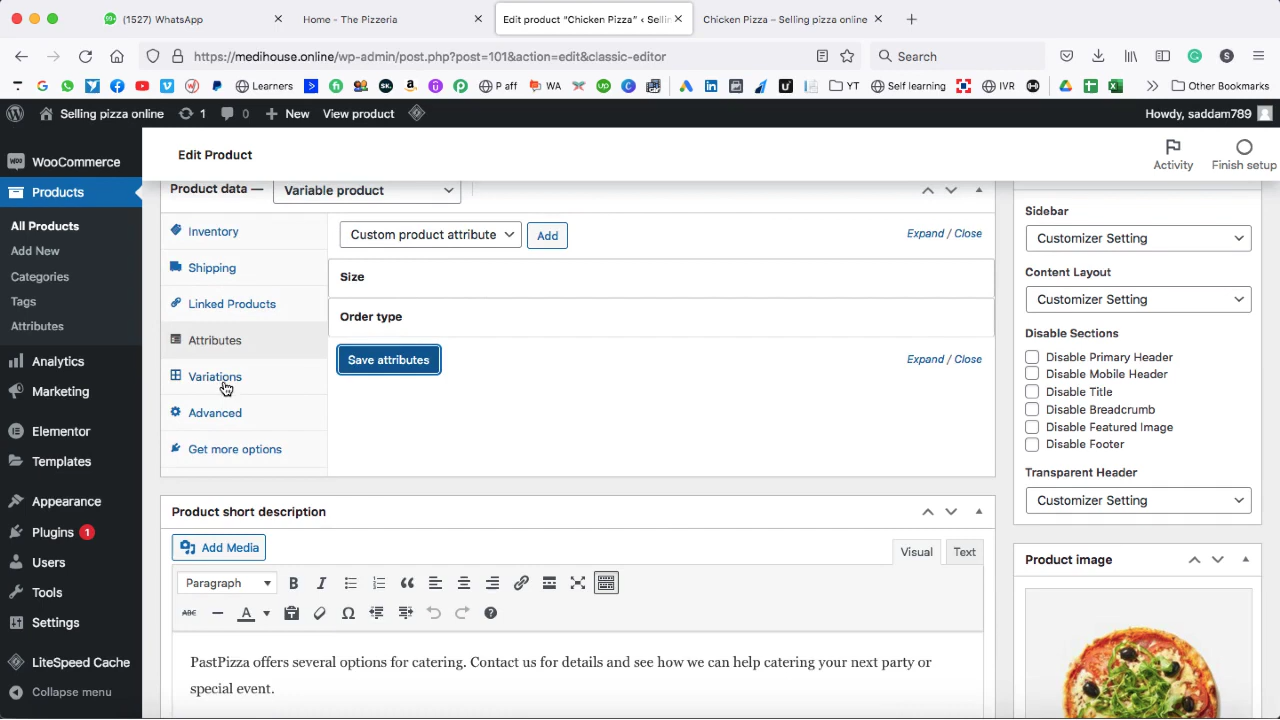 (1527) WhatsApp
Home - The Pizzeria
Edit product "Chicken Pizza" ‹ Sellin
Chicken Pizza – Selling pizza online
https://medihouse.online/wp-admin/post.php?post=101&action=edit&classic-editor
Search
Learners
P aff
WA
YT
Self learning
IVR
Other Bookmarks
Selling pizza online
1
0
New
View product
Howdy, saddam789
WooCommerce
Products
All Products
Add New
Categories
Tags
Attributes
Analytics
Marketing
Elementor
Templates
Appearance
Plugins 1
Users
Tools
Settings
LiteSpeed Cache
Collapse menu
Edit Product
Activity
Finish setup
Product data —
Variable product
Inventory
Shipping
Linked Products
Attributes
Variations
Advanced
Get more options
Custom product attribute
Add
Expand / Close
Size
Order type
Save attributes
Expand / Close
Product short description
Add Media
Visual
Text
Paragraph
B
I
ABC
A
PastPizza offers several options for catering. Contact us for details and see how we can help catering your next party or
special event.
Sidebar
Customizer Setting
Content Layout
Customizer Setting
Disable Sections
Disable Primary Header
Disable Mobile Header
Disable Title
Disable Breadcrumb
Disable Featured Image
Disable Footer
Transparent Header
Customizer Setting
Product image